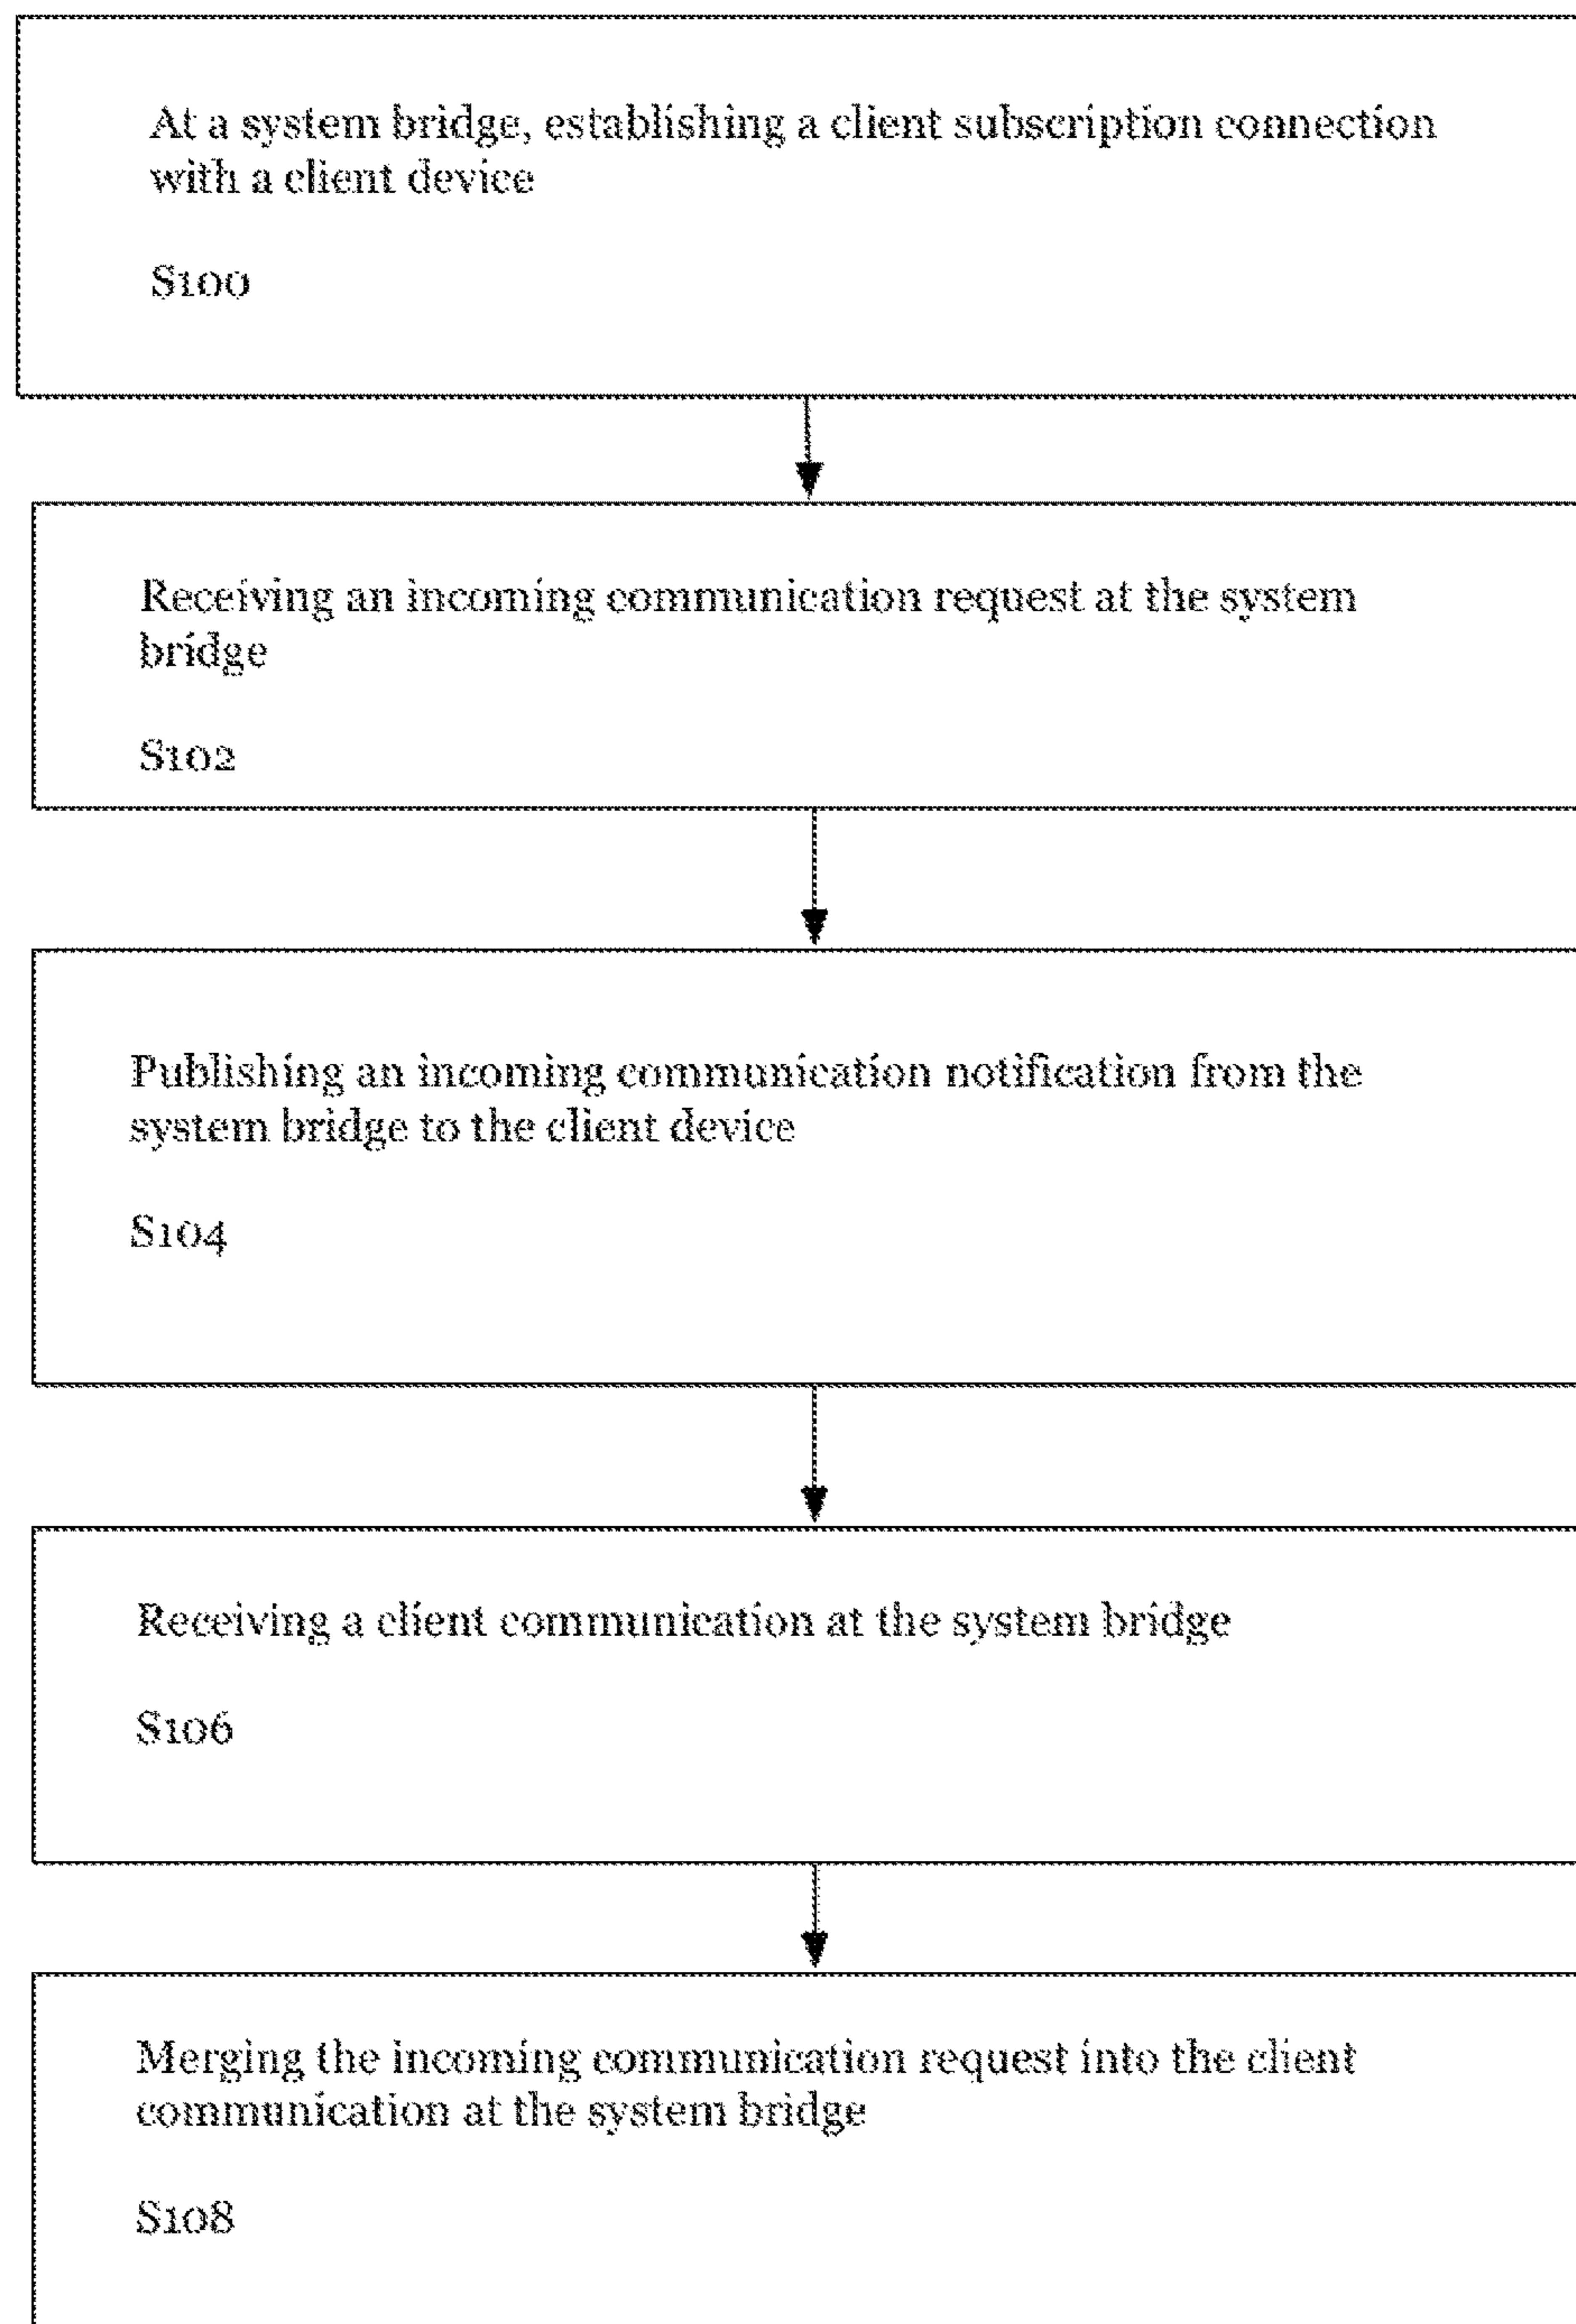 At a system bridge, establishing a client subscription connection
with a client device
S100
Receiving an incoming communication request at the system
bridge
S102
Publishing an incoming communication notification from the
system bridge to the client device
S104
Receiving a client communication at the system bridge
S106
Merging the incoming communication request into the client
communication at the system bridge
S108